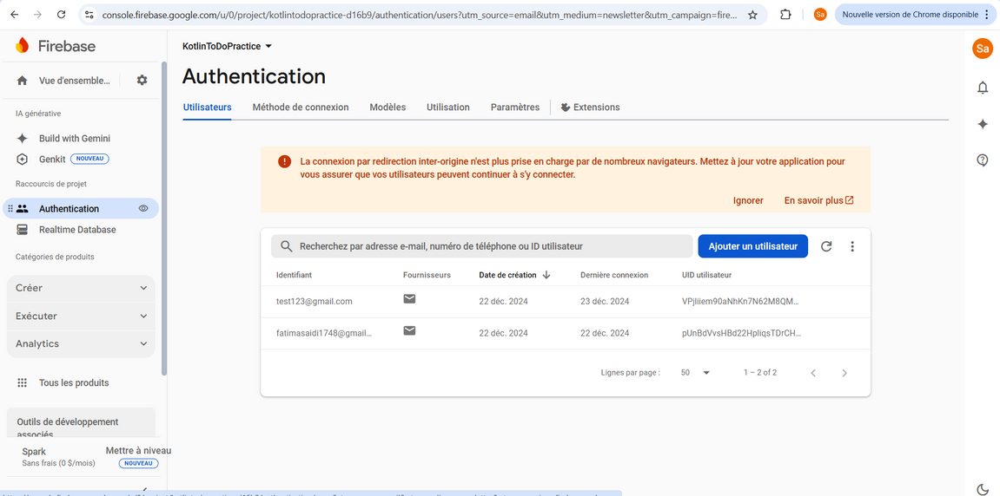 console.firebase.google.com/u/0/project/kotlintodopractice-d16b9/authentication/users?utm_source=email&utm_medium=newsletter&utm_campaign=fire...
Sa
Nouvelle version de Chrome disponible
Firebase
Vue d'ensemble...
IA générative
Build with Gemini
Genkit NOUVEAU
Raccourcis de projet
Authentication
Realtime Database
Catégories de produits
Créer
Exécuter
Analytics
Tous les produits
Outils de développement
associés
Spark
Sans frais (0 $/mois)
Mettre à niveau
NOUVEAU
KotlinToDoPractice
Authentication
Utilisateurs Méthode de connexion Modèles Utilisation Paramètres Extensions
La connexion par redirection inter-origine n'est plus prise en charge par de nombreux navigateurs. Mettez à jour votre application pour
vous assurer que vos utilisateurs peuvent continuer à s'y connecter.
Ignorer En savoir plus
Recherchez par adresse e-mail, numéro de téléphone ou ID utilisateur
Ajouter un utilisateur
Identifiant Fournisseurs Date de création Dernière connexion UID utilisateur
test123@gmail.com 22 déc. 2024 23 déc. 2024 VPjliiem90aNhKn7N62M8QM...
fatimasaidi1748@gmail... 22 déc. 2024 22 déc. 2024 pUnBdVvsHBd22HpliqsTDrCH...
Lignes par page : 50 1 – 2 of 2
Sa